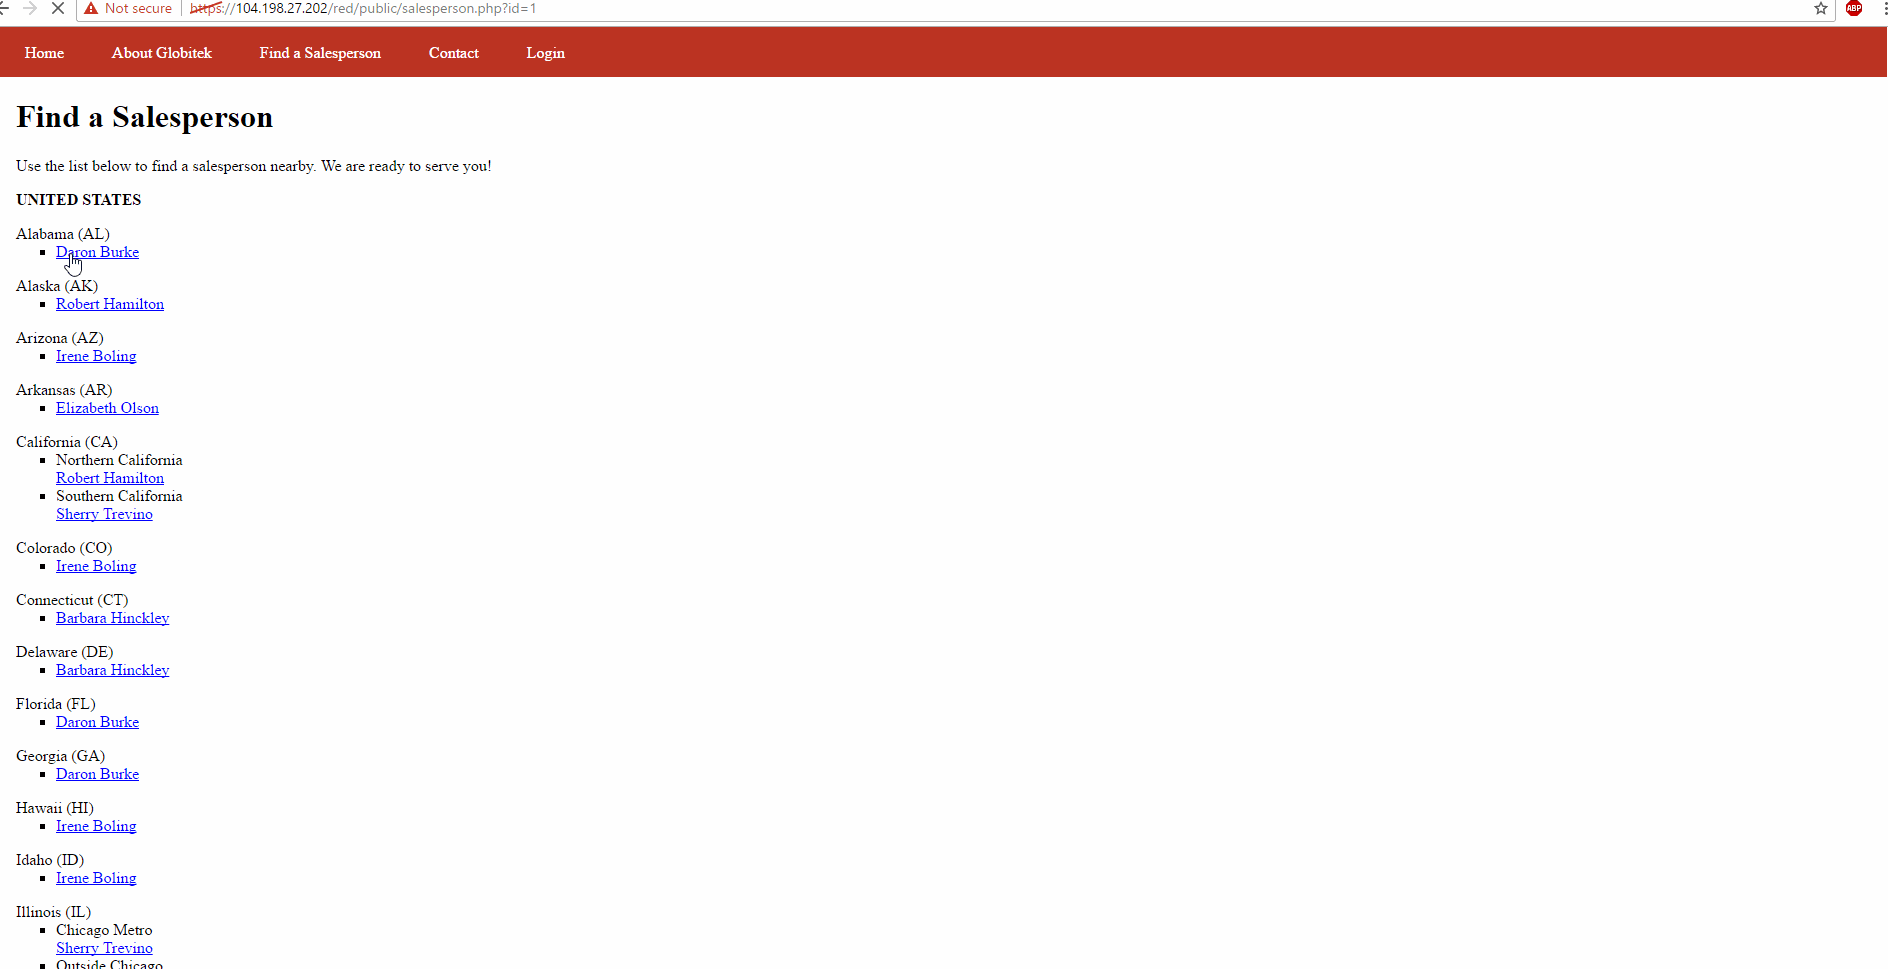 Not secure https://104.198.27.202/red/public/salesperson.php?id=1 ABP
Home About Globitek Find a Salesperson Contact Login
Find a Salesperson
Use the list below to find a salesperson nearby. We are ready to serve you!
UNITED STATES
Alabama (AL)
Daron Burke
Alaska (AK)
Robert Hamilton
Arizona (AZ)
Irene Boling
Arkansas (AR)
Elizabeth Olson
California (CA)
Northern California
Robert Hamilton
Southern California
Sherry Trevino
Colorado (CO)
Irene Boling
Connecticut (CT)
Barbara Hinckley
Delaware (DE)
Barbara Hinckley
Florida (FL)
Daron Burke
Georgia (GA)
Daron Burke
Hawaii (HI)
Irene Boling
Idaho (ID)
Irene Boling
Illinois (IL)
Chicago Metro
Sherry Trevino
Outside Chicago